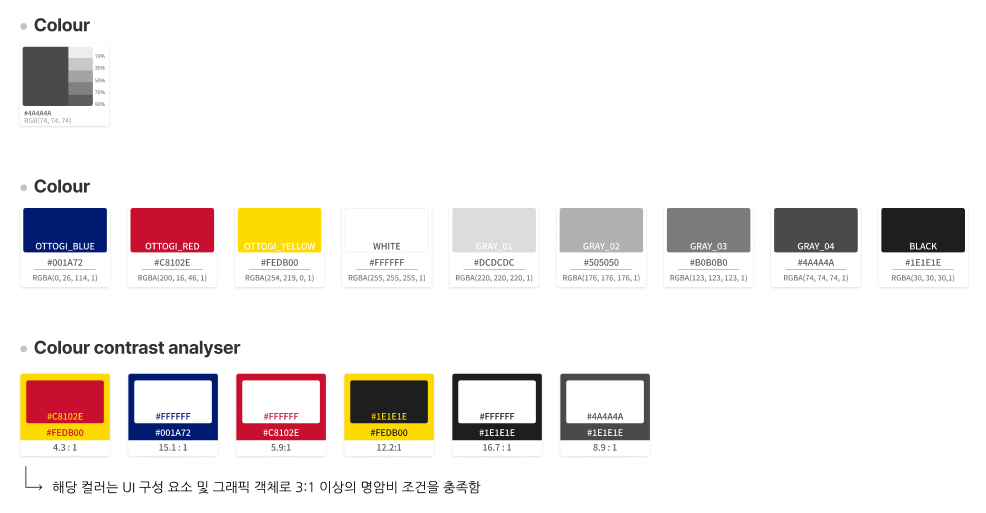 Colour
10%
30%
50%
70%
80%
#4A4A4A
RGB(74, 74, 74)
Colour
OTTOGI_BLUE
#001A72
RGBA(0, 26, 114, 1)
OTTOGI_RED
#C8102E
RGBA(200, 16, 46, 1)
OTTOGI_YELLOW
#FEDB00
RGBA(254, 219, 0, 1)
WHITE
#FFFFFF
RGBA(255, 255, 255, 1)
GRAY_01
#DCDCDC
RGBA(220, 220, 220, 1)
GRAY_02
#505050
RGBA(176, 176, 176, 1)
GRAY_03
#B0B0B0
RGBA(123, 123, 123, 1)
GRAY_04
#4A4A4A
RGBA(74, 74, 74, 1)
BLACK
#1E1E1E
RGBA(30, 30, 30,1)
Colour contrast analyser
#C8102E
#FEDB00
4.3 : 1
#FFFFFF
#001A72
15.1 : 1
#FFFFFF
#C8102E
5.9:1
#1E1E1E
#FEDB00
12.2:1
#FFFFFF
#1E1E1E
16.7 : 1
#4A4A4A
#1E1E1E
8.9 : 1
해당 컬러는 UI 구성 요소 및 그래픽 객체로 3:1 이상의 명암비 조건을 충족함